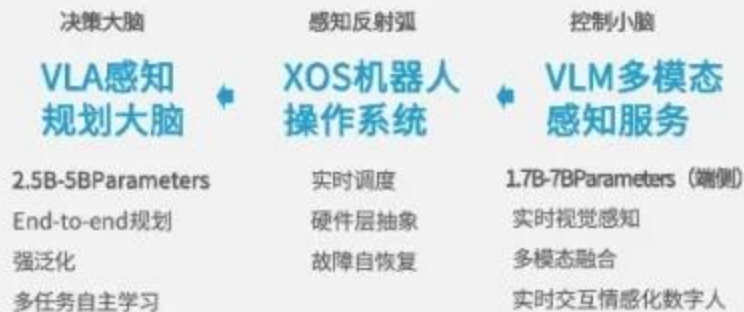 决策大脑
VLA感知
规划大脑
2.5B-5BParameters
End-to-end规划
强泛化
多任务自主学习
感知反射弧
XOS机器人
操作系统
实时调度
硬件层抽象
故障自恢复
控制小脑
VLM多模态
感知服务
1.7B-7BParameters（端侧）
实时视觉感知
多模态融合
实时交互情感化数字人